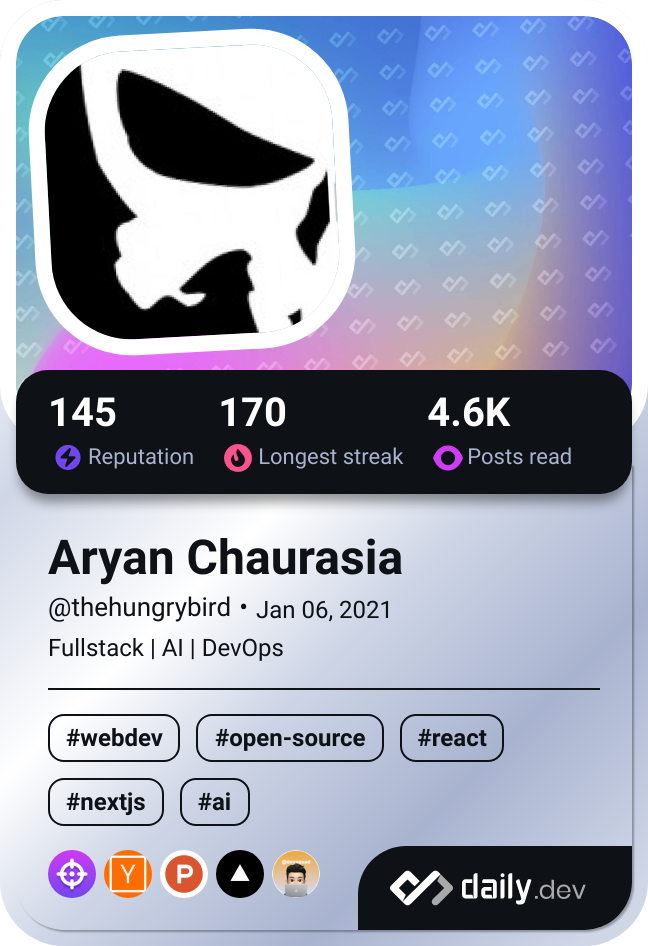 145 170 4.6K
Reputation Longest streak Posts read
Aryan Chaurasia
@thehungrybird • Jan 06, 2021
Fullstack | AI | DevOps
#webdev #open-source #react
#nextjs #ai
Y P
daily.dev